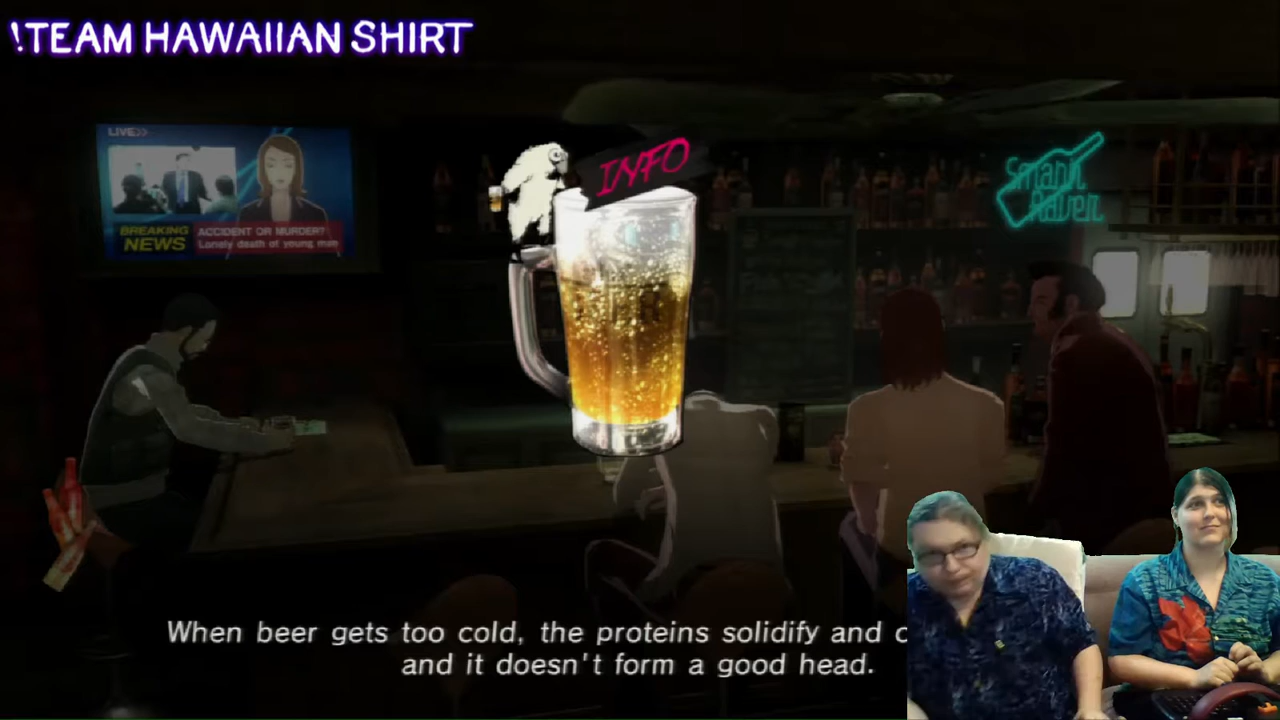 !TEAM HAWAIIAN SHIRT
LIVE>>
INFO
BREAKING
NEWS
ACCIDENT OR MURDER?
Lonely death of young man
When beer gets too cold, the proteins solidify and
and it doesn't form a good head.